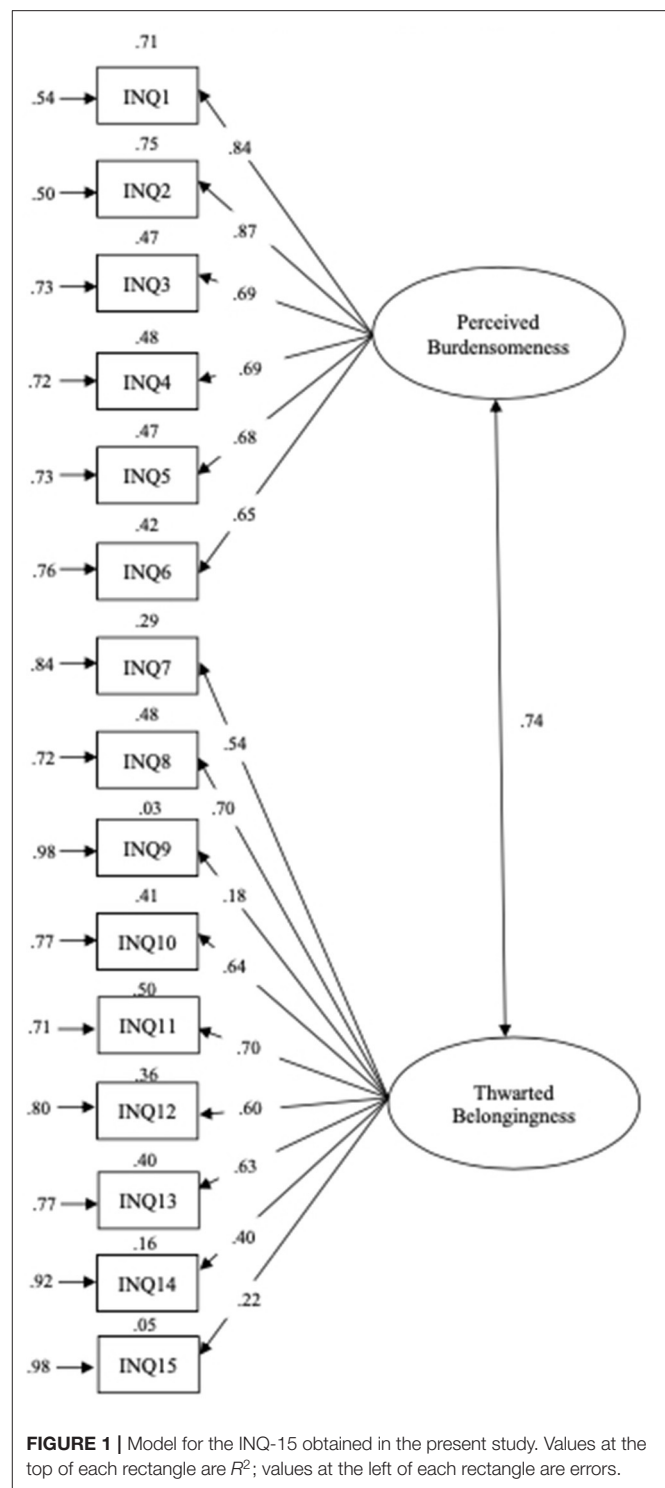 .71
.54 INQ1
.84
.75
.50 INQ2
.87
.47
.73 INQ3
.69
.48
.72 INQ4
.69
.47
.73 INQ5
.68
.42
.76 INQ6
.65
Perceived
Burdensomeness
.29
.84 INQ7
.54
.48
.72 INQ8
.70
.03
.98 INQ9
.18
.41
.77 INQ10
.64
.50
.71 INQ11
.70
.36
.80 INQ12
.60
.40
.77 INQ13
.63
.16
.92 INQ14
.40
.05
.98 INQ15
.22
.74
Thwarted
Belongingness
FIGURE 1 | Model for the INQ-15 obtained in the present study. Values at the
top of each rectangle are R²; values at the left of each rectangle are errors.